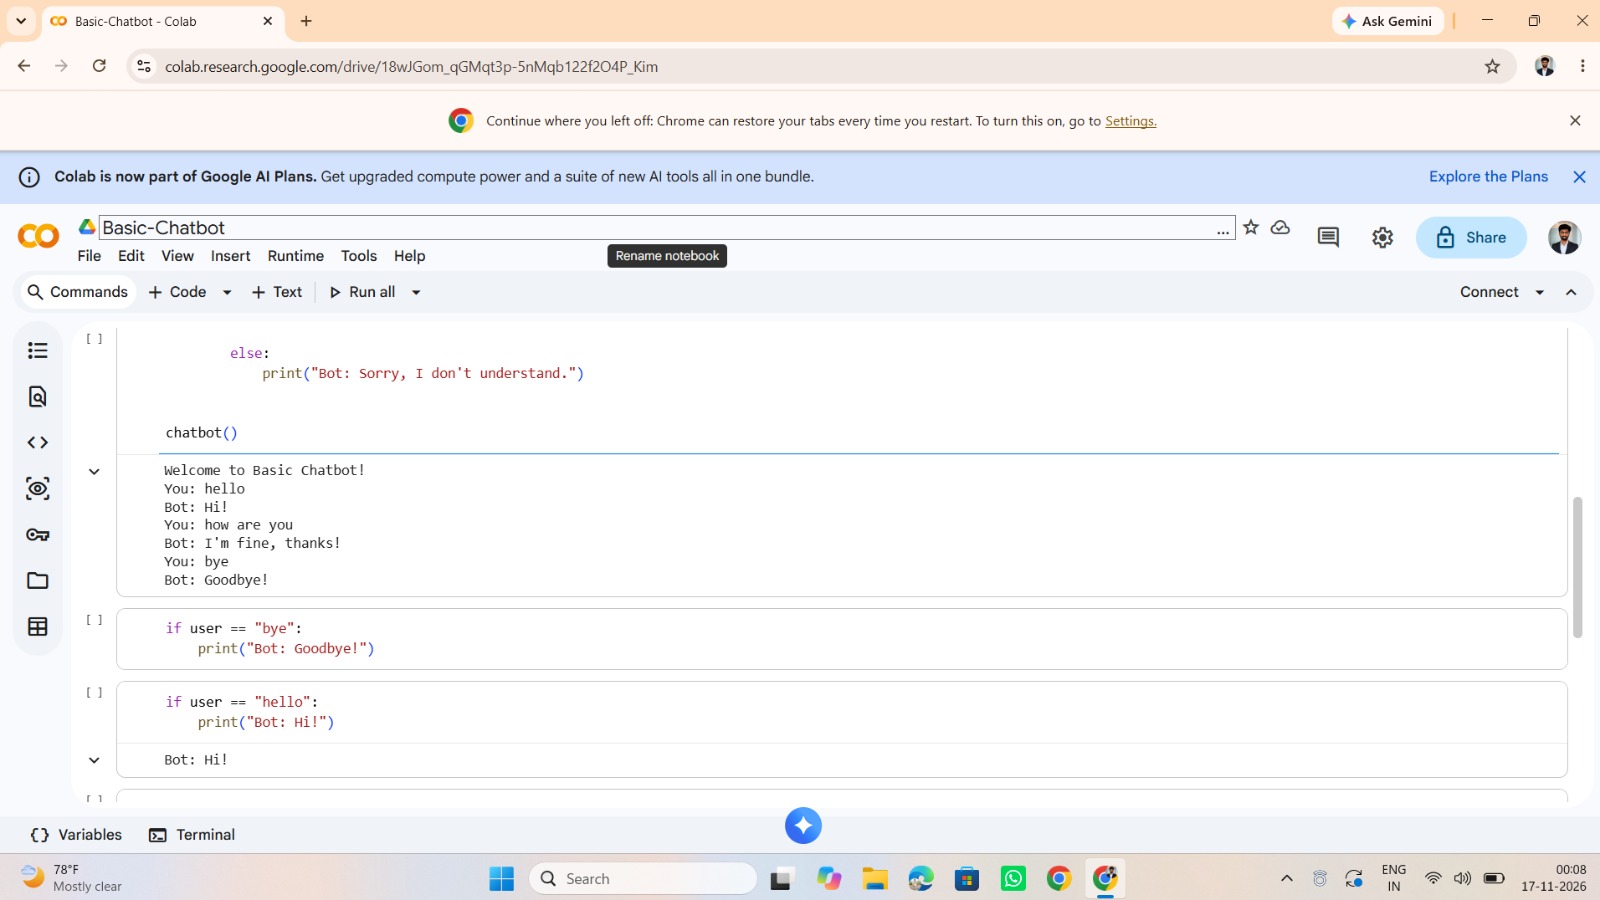 Basic-Chatbot - Colab
Ask Gemini
colab.research.google.com/drive/18wJGom_qGMqt3p-5nMqb122f2O4P_Kim
Continue where you left off: Chrome can restore your tabs every time you restart. To turn this on, go to Settings.
Colab is now part of Google AI Plans. Get upgraded compute power and a suite of new AI tools all in one bundle.
Explore the Plans
Basic-Chatbot
...
File Edit View Insert Runtime Tools Help
Rename notebook
Share
Commands + Code + Text Run all
Connect
[ ]
else:
print("Bot: Sorry, I don't understand.")
chatbot()
Welcome to Basic Chatbot!
You: hello
Bot: Hi!
You: how are you
Bot: I'm fine, thanks!
You: bye
Bot: Goodbye!
[ ]
if user == "bye":
print("Bot: Goodbye!")
[ ]
if user == "hello":
print("Bot: Hi!")
Bot: Hi!
[ ]
{} Variables
Terminal
78°F
Mostly clear
Search
ENG
IN
00:08
17-11-2026